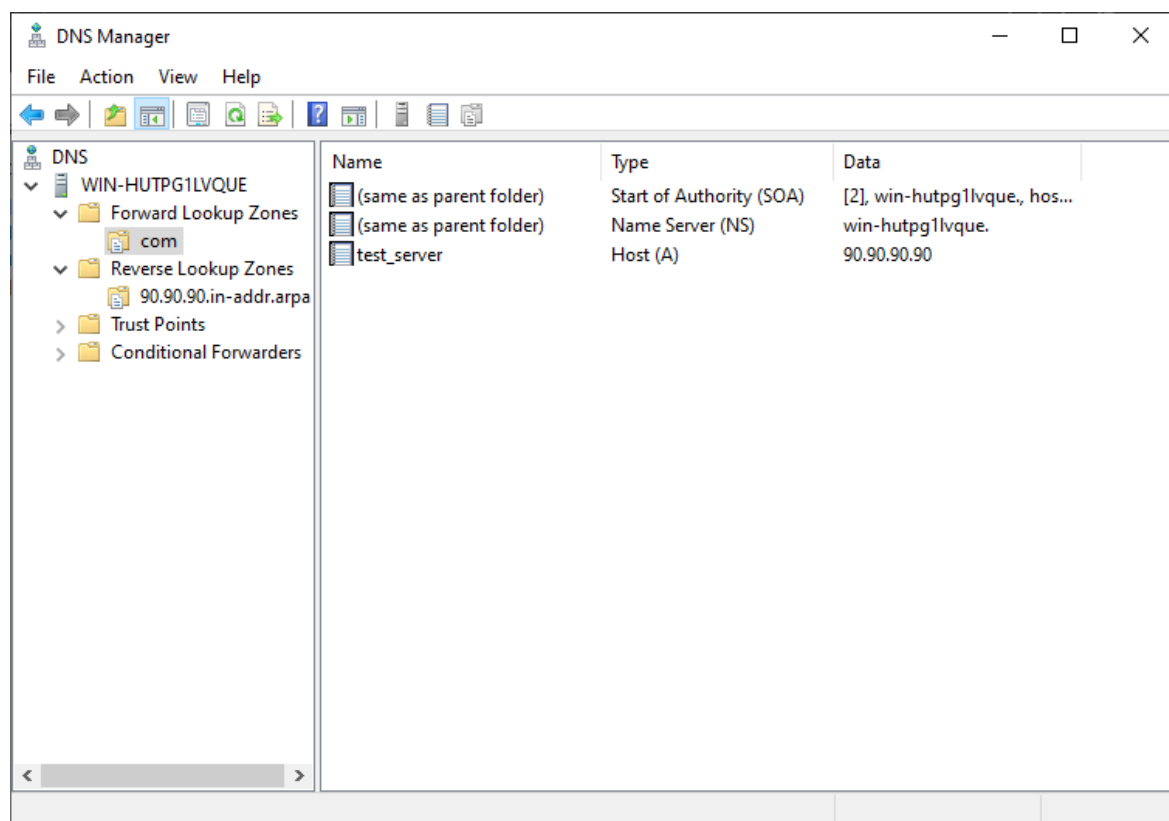 DNS Manager
File Action View Help
DNS
WIN-HUTPG1LVQUE
Forward Lookup Zones
com
Reverse Lookup Zones
90.90.90.in-addr.arpa
Trust Points
Conditional Forwarders
Name Type Data
(same as parent folder) Start of Authority (SOA) [2], win-hutpg1lvque., hos...
(same as parent folder) Name Server (NS) win-hutpg1lvque.
test_server Host (A) 90.90.90.90